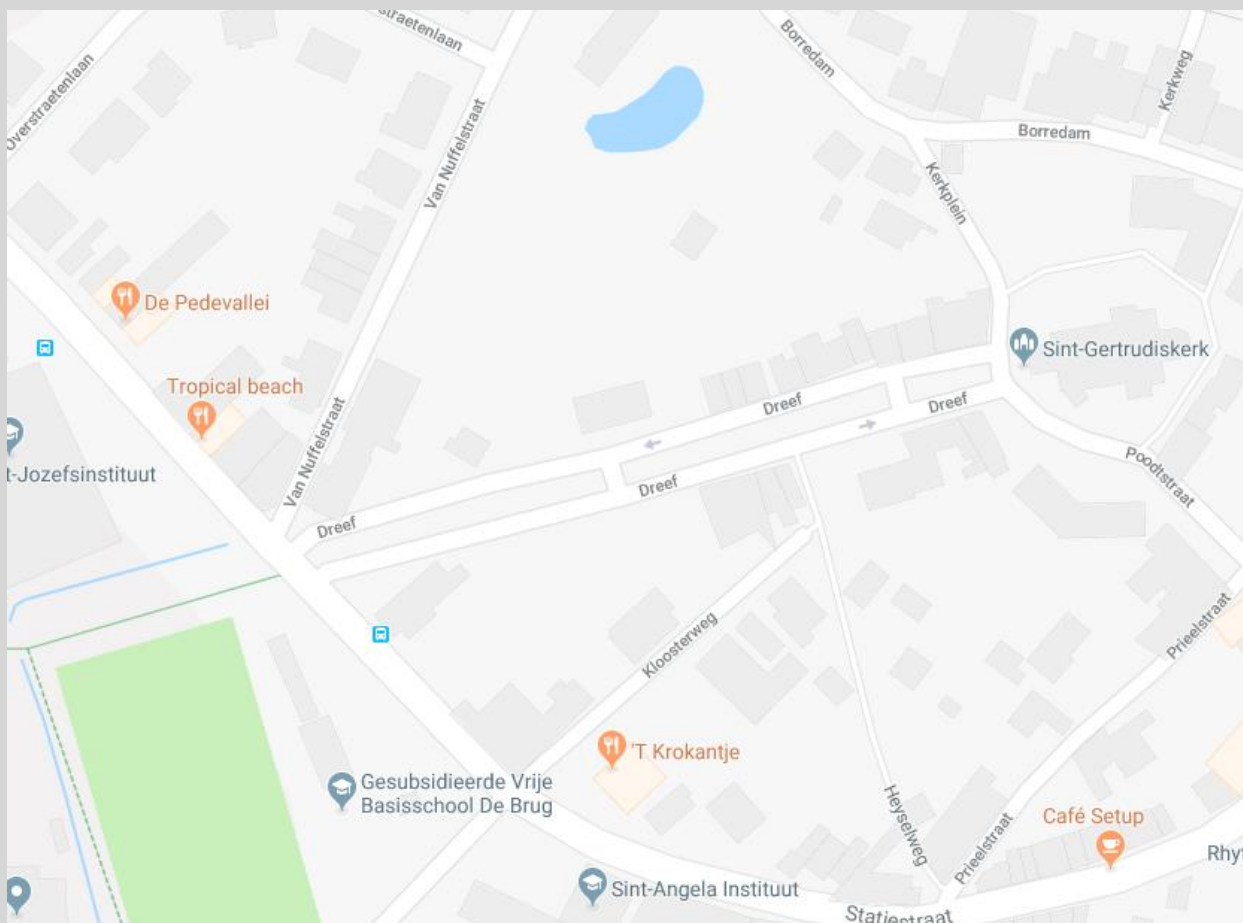 straetenlaan
Overstraetenlaan
Borredam
Kerkweg
Borredam
Van Nuffelstraat
Kerkplein
De Pedevallei
Sint-Gertrudiskerk
Tropical beach
Dreef
Dreef
Van Nuffelstraat
t-Jozefsinstituut
Poodtstraat
Dreef
Dreef
Prieelstraat
Kloosterweg
'T Krokantje
Gesubsidieerde Vrije
Basisschool De Brug
Heyselweg
Café Setup
Prieelstraat
Rhyt
Sint-Angela Instituut
Statiestraat